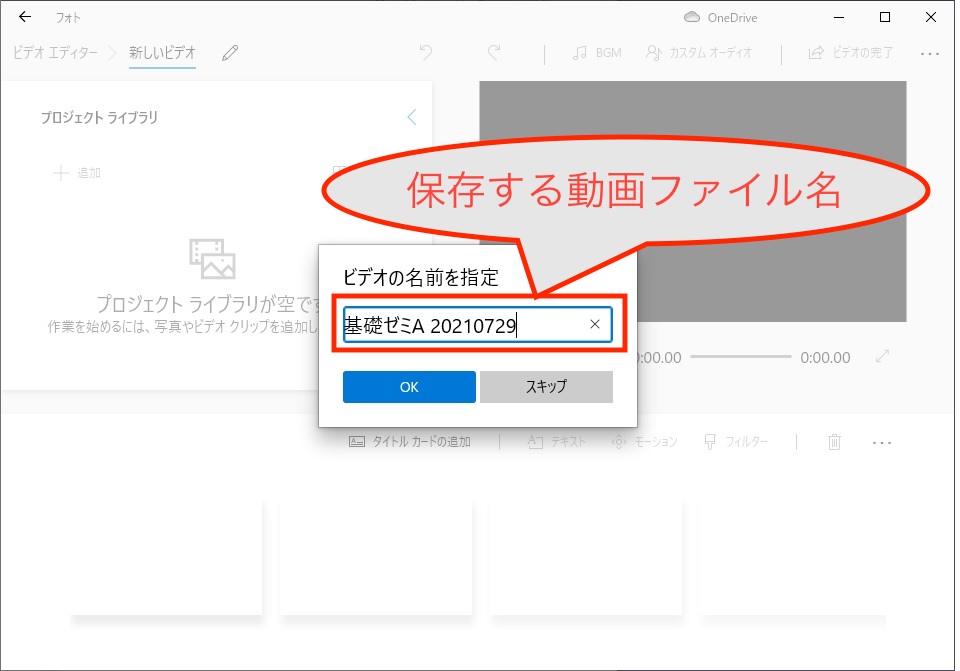 フォト
OneDrive
ビデオ エディター
新しいビデオ
BGM
カスタム オーディオ
ビデオの完了
プロジェクト ライブラリ
追加
保存する動画ファイル名
プロジェクト ライブラリが空で
作業を始めるには、写真やビデオ クリップを追加し
ビデオの名前を指定
基礎ゼミA 20210729
OK
スキップ
0:00.00
0:00.00
タイトル カードの追加
テキスト
モーション
フィルター